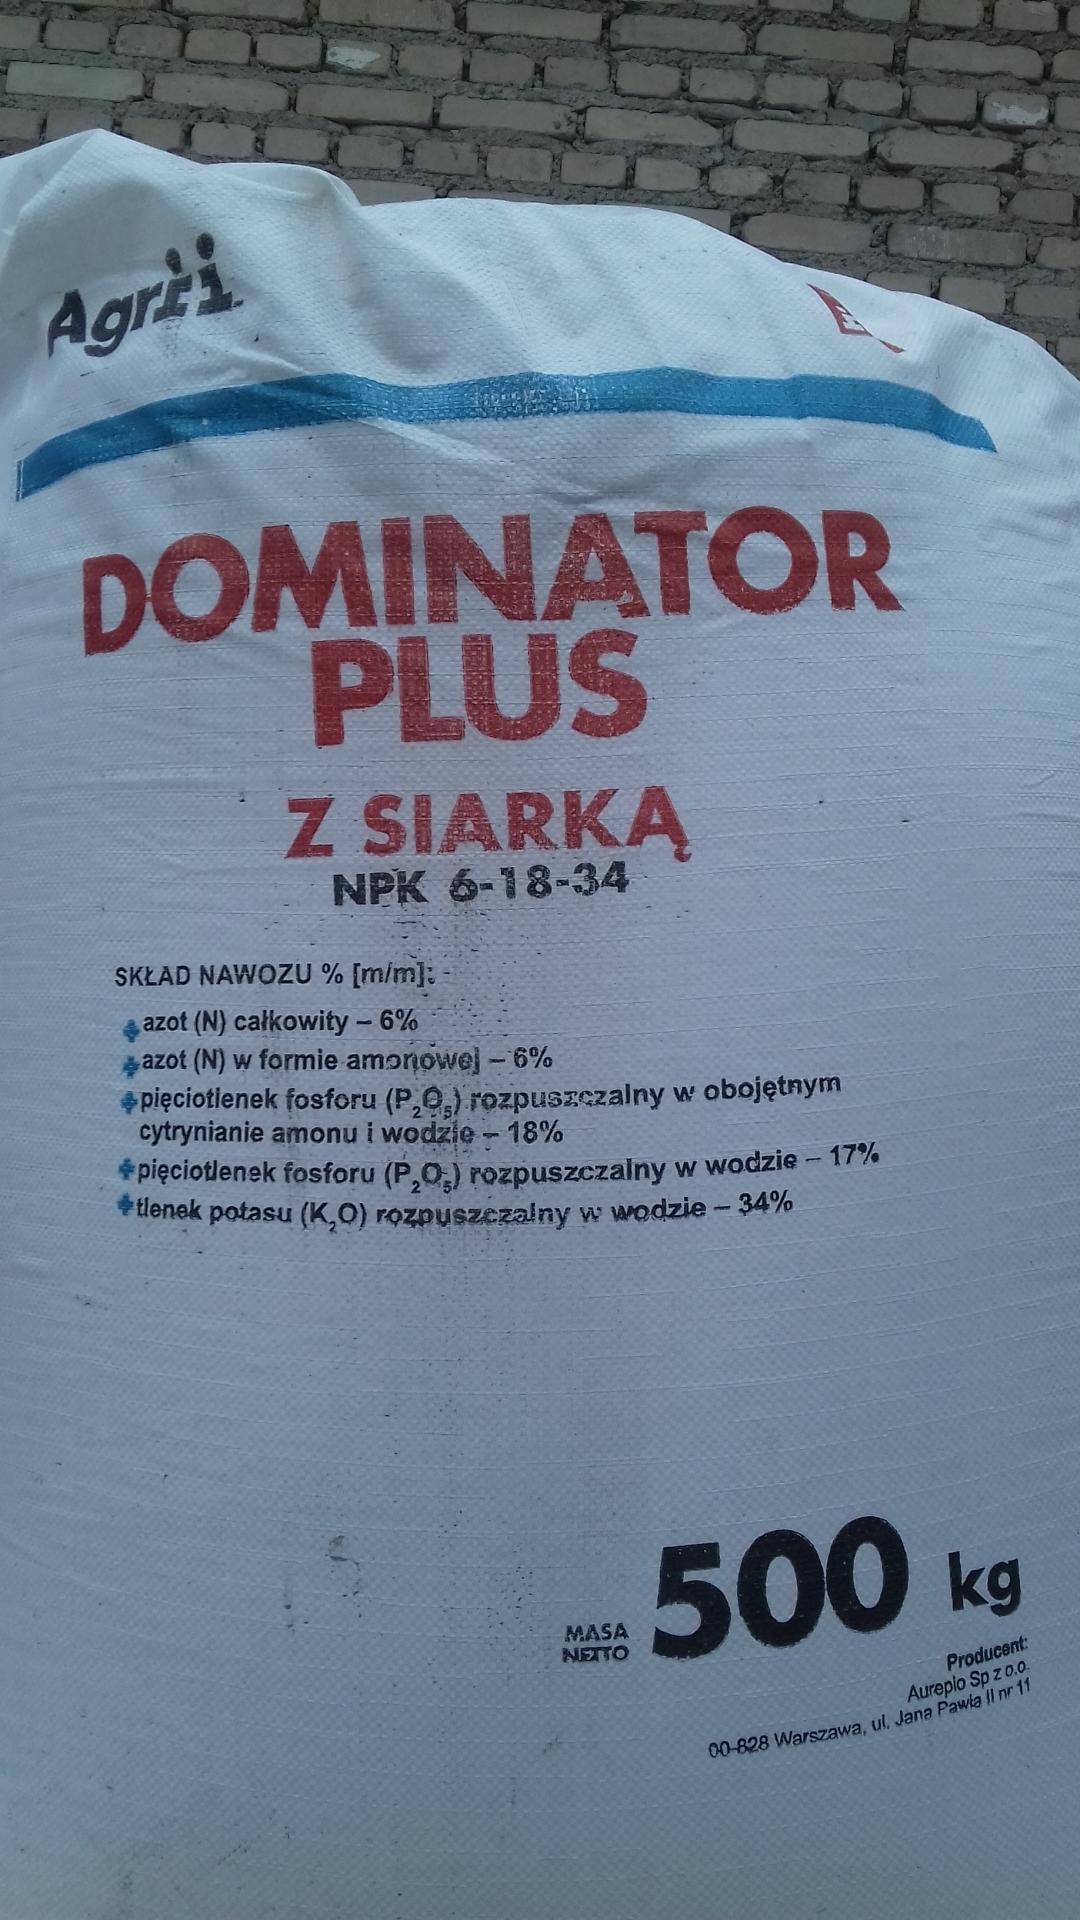 Agrii
DOMINATOR
PLUS
Z SIARKĄ
NPK 6-18-34
SKŁAD NAWOZU % [m/m]:
azot (N) całkowity – 6%
azot (N) w formie amonowej – 6%
pięciotlenek fosforu (P₂O₅) rozpuszczalny w obojętnym
cytrynianie amonu i wodzie – 18%
pięciotlenek fosforu (P₂O₅) rozpuszczalny w wodzie – 17%
tlenek potasu (K₂O) rozpuszczalny w wodzie – 34%
MASA
NETTO
500 kg
Producent:
Aurepio Sp z o.o.
00-828 Warszawa, ul. Jana Pawła II nr 11